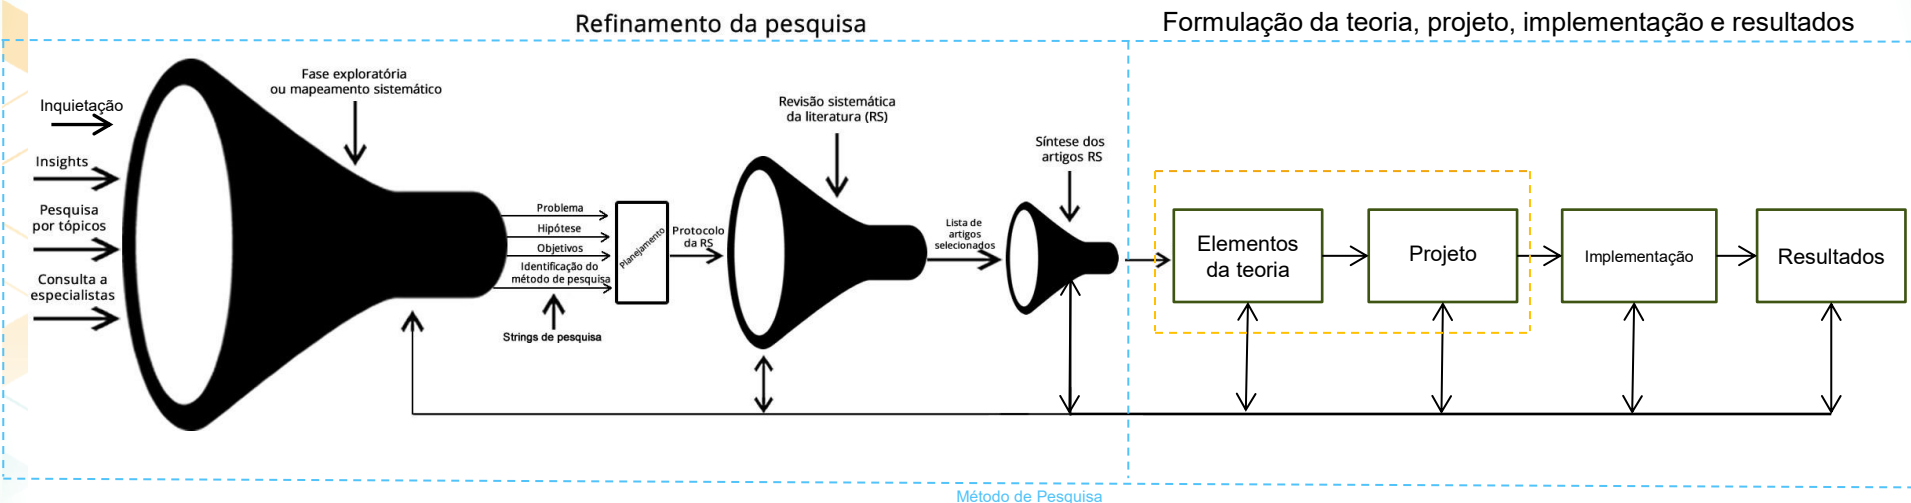 Refinamento da pesquisa
Formulação da teoria, projeto, implementação e resultados
Inquietação
Insights
Pesquisa
por tópicos
Consulta a
especialistas
Fase exploratória
ou mapeamento sistemático
Problema
Hipótese
Objetivos
Identificação do
método de pesquisa
Strings de pesquisa
Planejamento
Protocolo
da RS
Revisão sistemática
da literatura (RS)
Lista de
artigos
selecionados
Síntese dos
artigos RS
Elementos
da teoria
Projeto
Implementação
Resultados
Método de Pesquisa